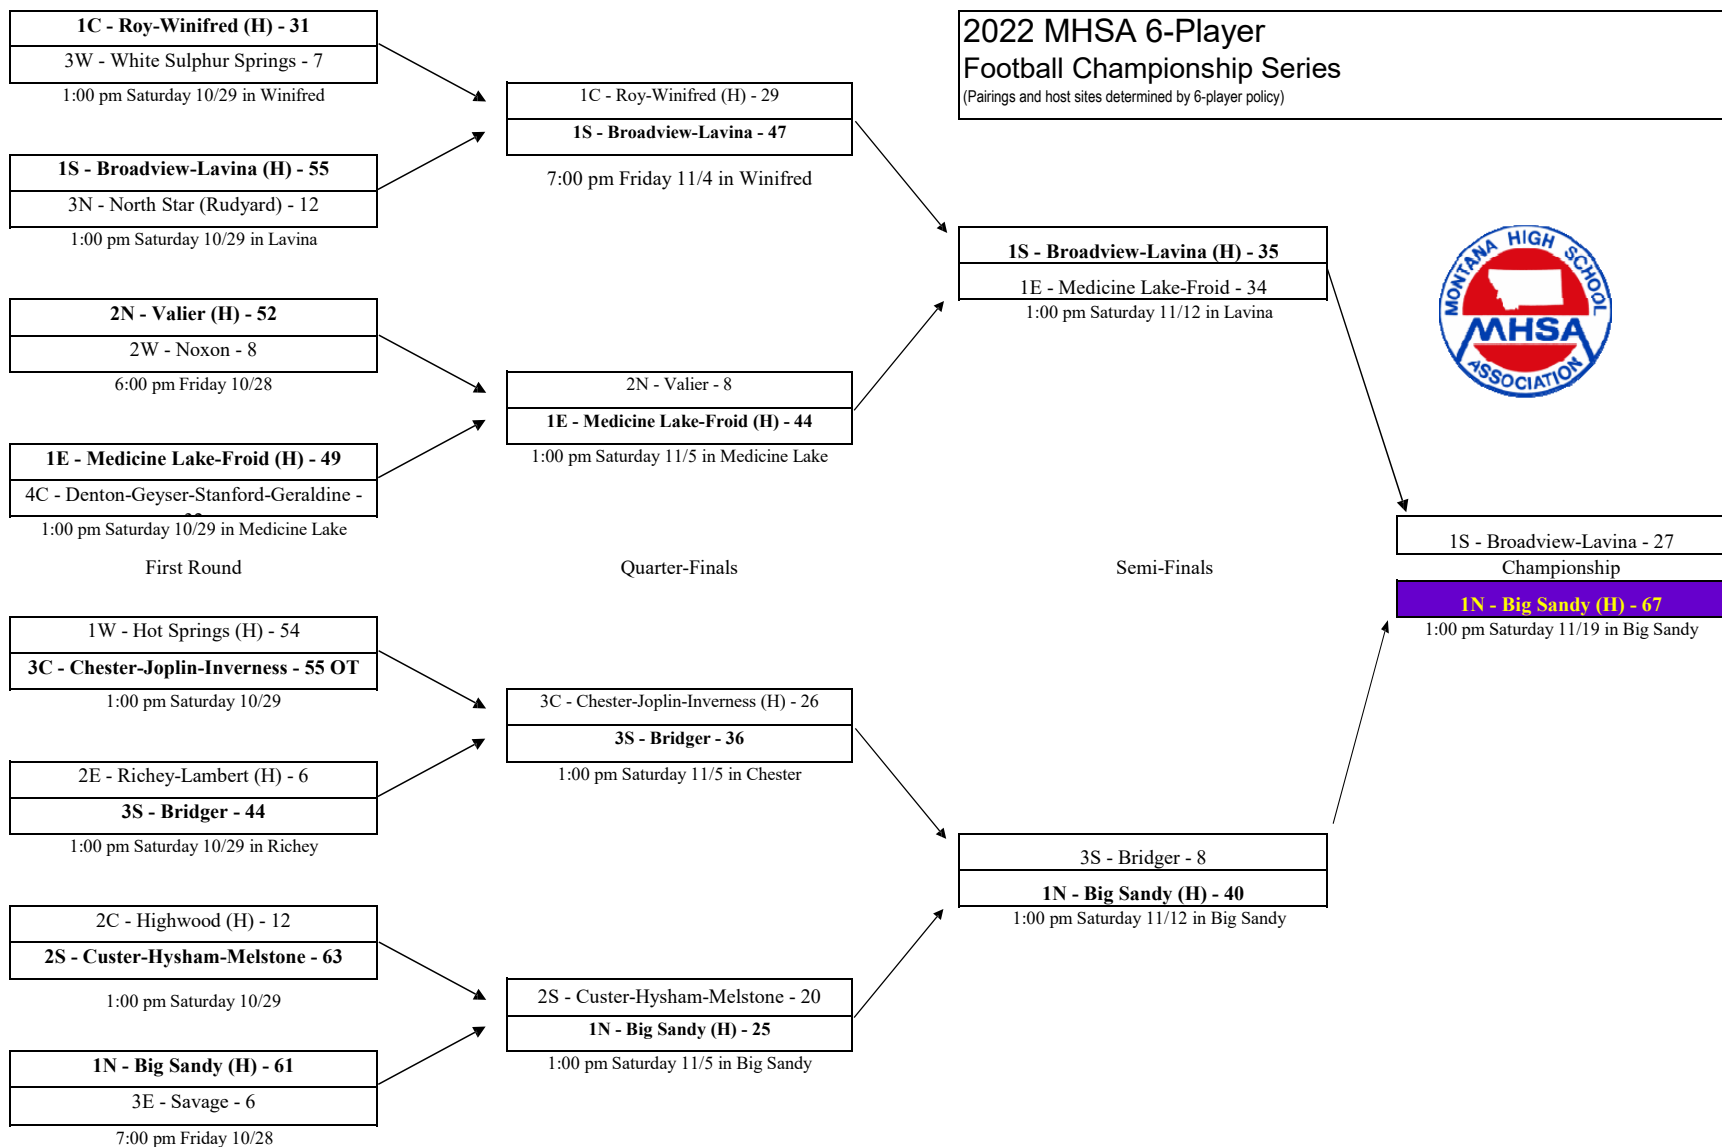 1C - Roy-Winifred (H) - 31
3W - White Sulphur Springs - 7
1:00 pm Saturday 10/29 in Winifred
1S - Broadview-Lavina (H) - 55
3N - North Star (Rudyard) - 12
1:00 pm Saturday 10/29 in Lavina
2N - Valier (H) - 52
2W - Noxon - 8
6:00 pm Friday 10/28
1E - Medicine Lake-Froid (H) - 49
4C - Denton-Geyser-Stanford-Geraldine -
1:00 pm Saturday 10/29 in Medicine Lake
First Round
1W - Hot Springs (H) - 54
3C - Chester-Joplin-Inverness - 55 OT
1:00 pm Saturday 10/29
2E - Richey-Lambert (H) - 6
3S - Bridger - 44
1:00 pm Saturday 10/29 in Richey
2C - Highwood (H) - 12
2S - Custer-Hysham-Melstone - 63
1:00 pm Saturday 10/29
1N - Big Sandy (H) - 61
3E - Savage - 6
7:00 pm Friday 10/28
1C - Roy-Winifred (H) - 29
1S - Broadview-Lavina - 47
7:00 pm Friday 11/4 in Winifred
2N - Valier - 8
1E - Medicine Lake-Froid (H) - 44
1:00 pm Saturday 11/5 in Medicine Lake
Quarter-Finals
3C - Chester-Joplin-Inverness (H) - 26
3S - Bridger - 36
1:00 pm Saturday 11/5 in Chester
2S - Custer-Hysham-Melstone - 20
1N - Big Sandy (H) - 25
1:00 pm Saturday 11/5 in Big Sandy
2022 MHSA 6-Player
Football Championship Series
(Pairings and host sites determined by 6-player policy)
1S - Broadview-Lavina (H) - 35
1E - Medicine Lake-Froid - 34
1:00 pm Saturday 11/12 in Lavina
Semi-Finals
3S - Bridger - 8
1N - Big Sandy (H) - 40
1:00 pm Saturday 11/12 in Big Sandy
MONTANA HIGH SCHOOL
MHSA
ASSOCIATION
1S - Broadview-Lavina - 27
Championship
1N - Big Sandy (H) - 67
1:00 pm Saturday 11/19 in Big Sandy